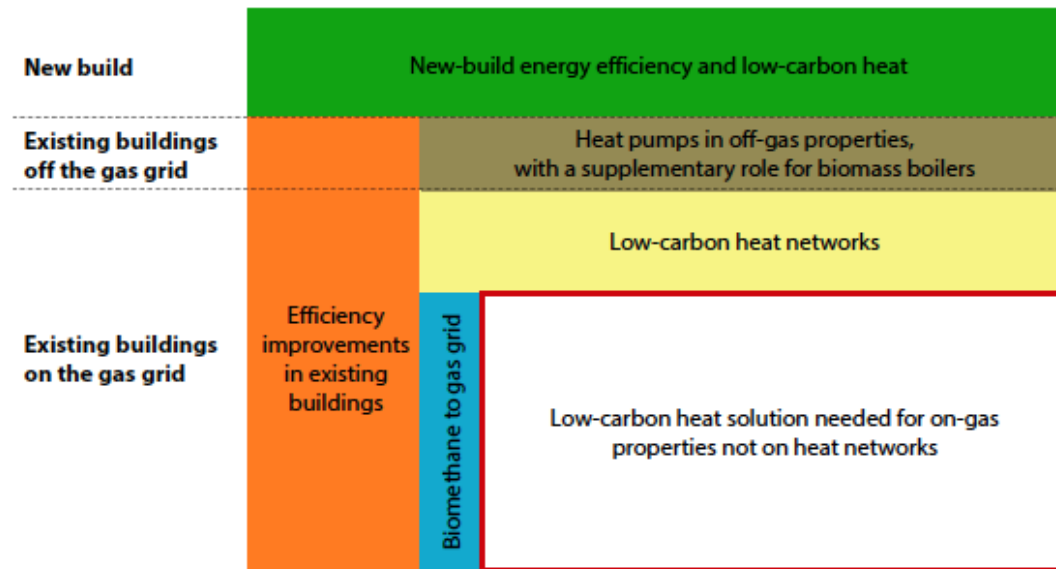 New build
New-build energy efficiency and low-carbon heat
Existing buildings
off the gas grid
Heat pumps in off-gas properties,
with a supplementary role for biomass boilers
Low-carbon heat networks
Existing buildings
on the gas grid
Efficiency
improvements
in existing
buildings
Biomethane to gas grid
Low-carbon heat solution needed for on-gas
properties not on heat networks